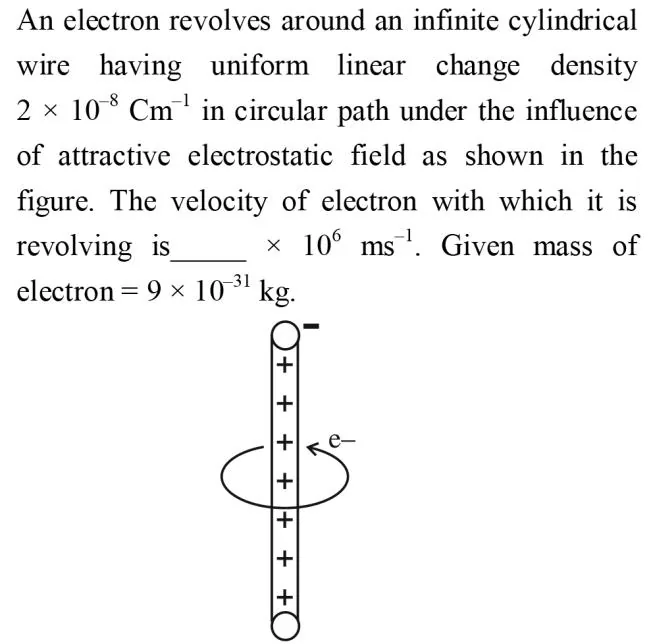 An electron revolves around an infinite cylindrical
wire having uniform linear change density
2 × 10⁻⁸ Cm⁻¹ in circular path under the influence
of attractive electrostatic field as shown in the
figure. The velocity of electron with which it is
revolving is_____ × 10⁶ ms⁻¹. Given mass of
electron = 9 × 10⁻³¹ kg.
–
+
+
+ e–
+
+
+
+